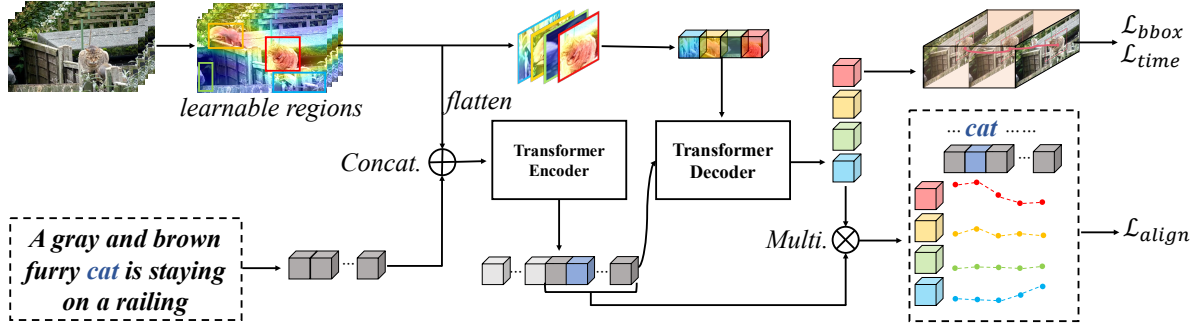 learnable regions
flatten
Concat.
Transformer
Encoder
Transformer
Decoder
Multi.
A gray and brown
furry cat is staying
on a railing
... cat ... ...
ℒbbox
ℒtime
ℒalign